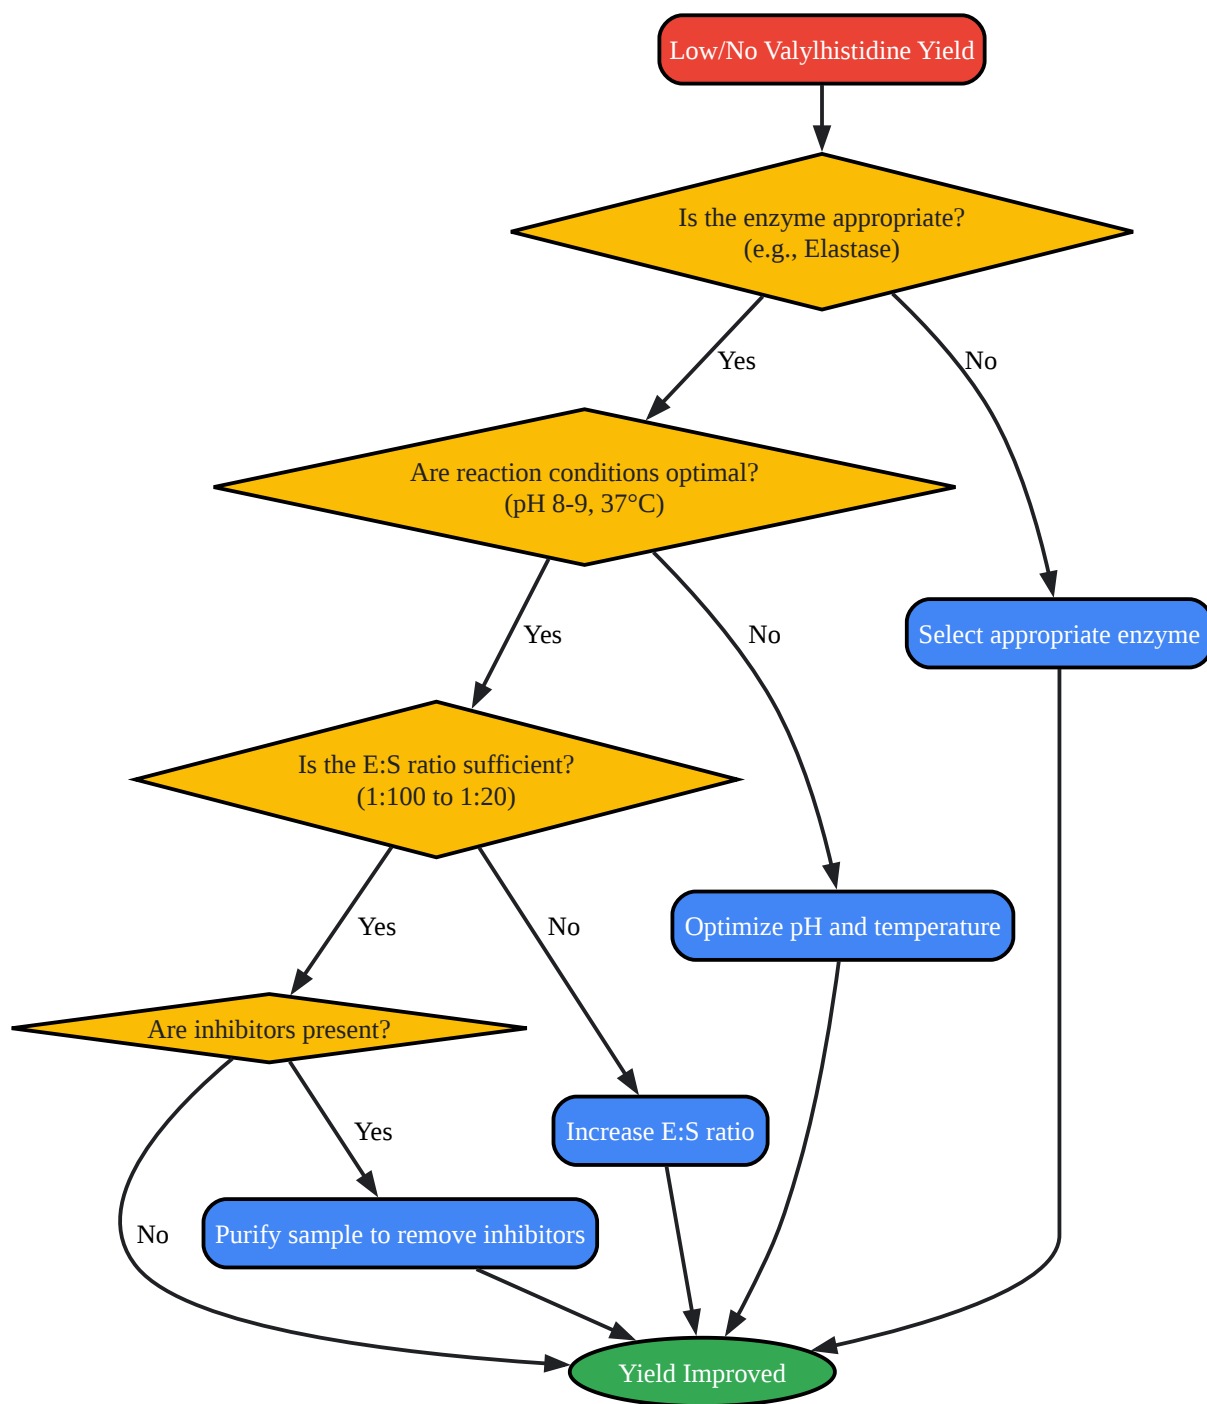 Low/No Valylhistidine Yield
Is the enzyme appropriate?
(e.g., Elastase)
Yes
No
Are reaction conditions optimal?
(pH 8-9, 37°C)
Yes
No
Select appropriate enzyme
Is the E:S ratio sufficient?
(1:100 to 1:20)
Yes
No
Optimize pH and temperature
Are inhibitors present?
Yes
Increase E:S ratio
No
Purify sample to remove inhibitors
Yield Improved